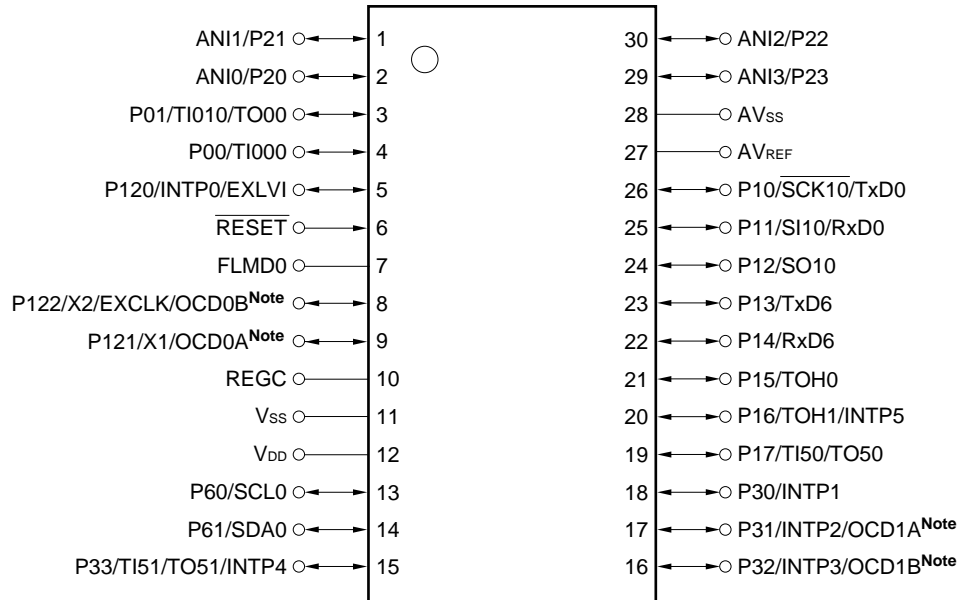 ANI1/P21 1 30 ANI2/P22
ANI0/P20 2 29 ANI3/P23
P01/TI010/TO00 3 28 AVSS
P00/TI000 4 27 AVREF
P120/INTP0/EXLVI 5 26 P10/SCK10/TxD0
RESET 6 25 P11/SI10/RxD0
FLMD0 7 24 P12/SO10
P122/X2/EXCLK/OCD0BNote 8 23 P13/TxD6
P121/X1/OCD0ANote 9 22 P14/RxD6
REGC 10 21 P15/TOH0
VSS 11 20 P16/TOH1/INTP5
VDD 12 19 P17/TI50/TO50
P60/SCL0 13 18 P30/INTP1
P61/SDA0 14 17 P31/INTP2/OCD1ANote
P33/TI51/TO51/INTP4 15 16 P32/INTP3/OCD1BNote